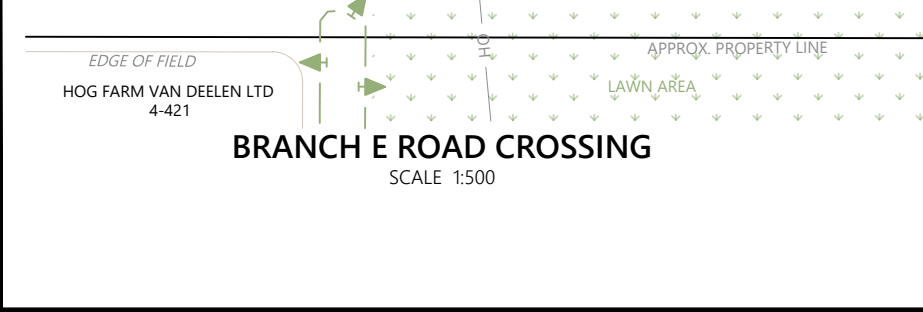 HO
APPROX. PROPERTY LINE
EDGE OF FIELD
LAWN AREA
HOG FARM VAN DEELEN LTD
4-421
BRANCH E ROAD CROSSING
SCALE 1:500